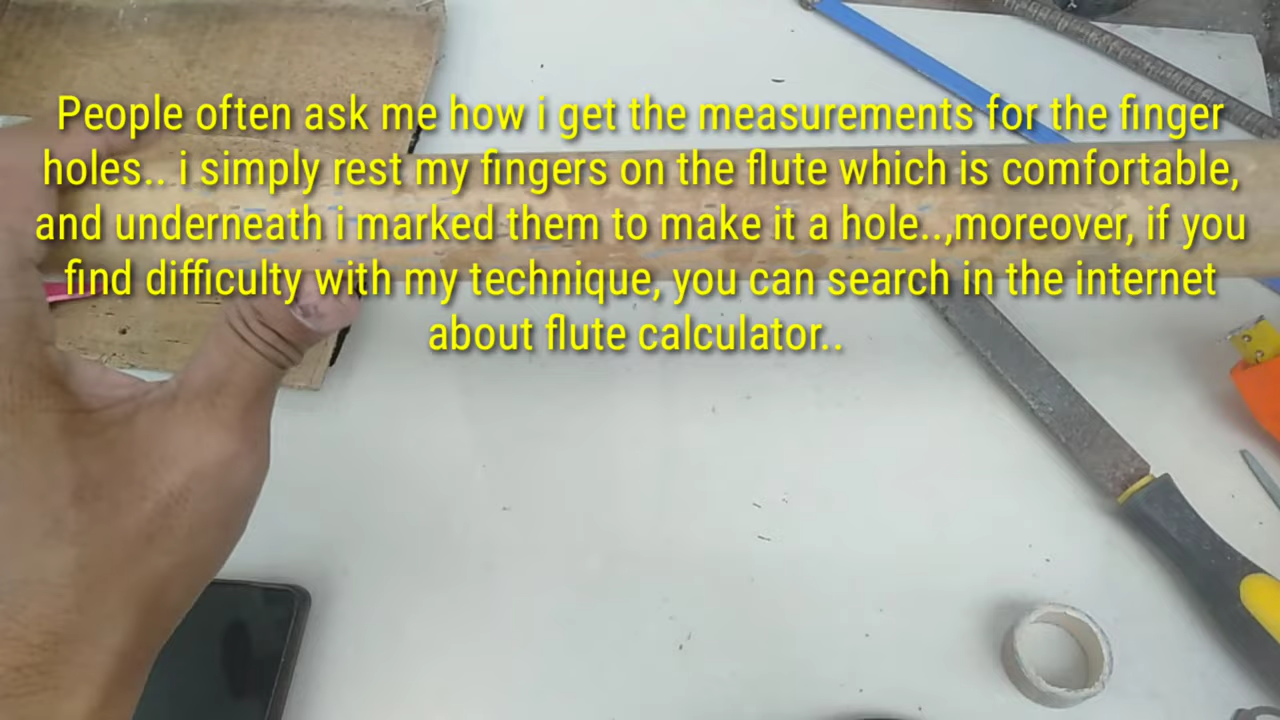 People often ask me how i get the measurements for the finger
holes.. i simply rest my fingers on the flute which is comfortable,
and underneath i marked them to make it a hole..,moreover, if you
find difficulty with my technique, you can search in the internet
about flute calculator..